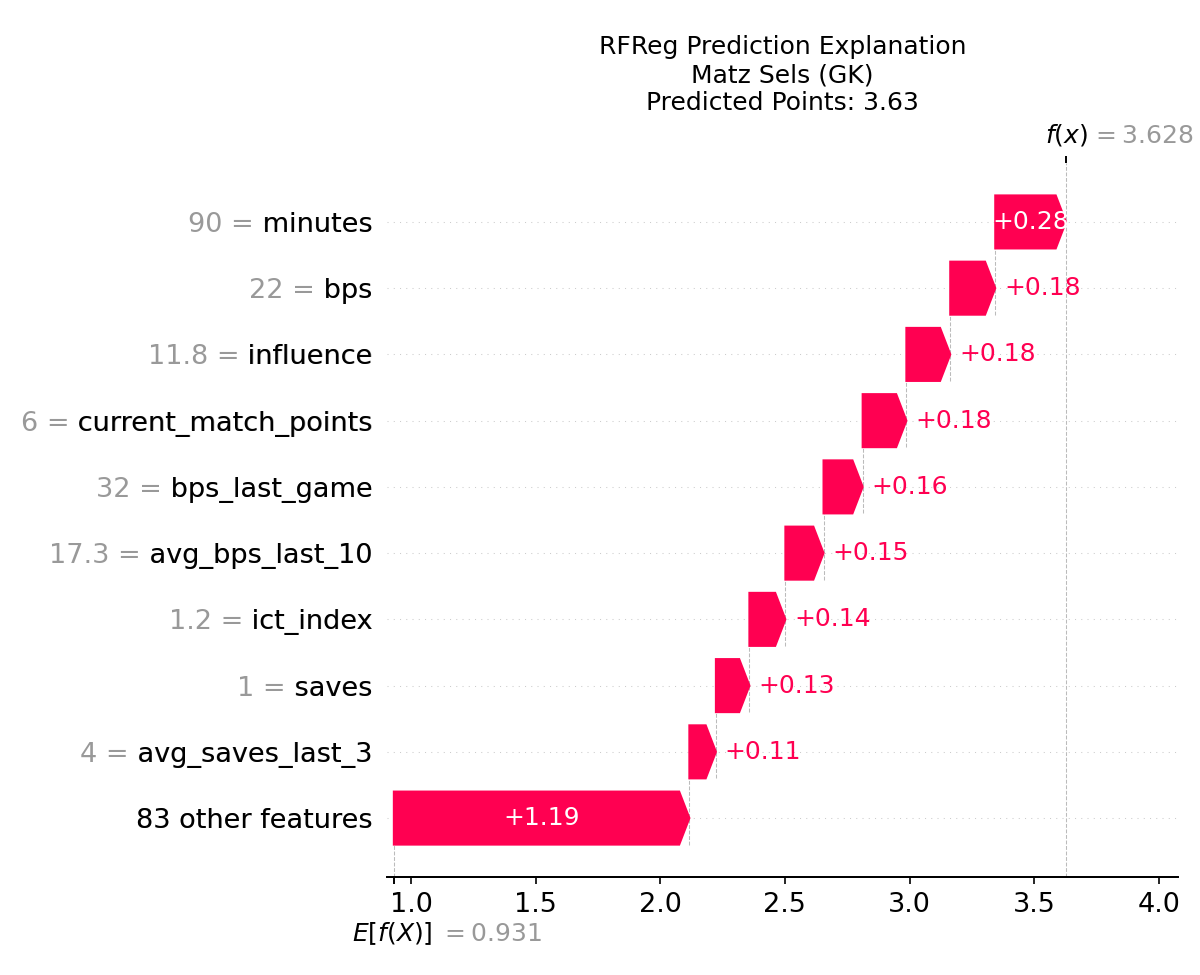 RFReg Prediction Explanation
Matz Sels (GK)
Predicted Points: 3.63
f(x) = 3.628
90 = minutes
+0.28
22 = bps
+0.18
11.8 = influence
+0.18
6 = current_match_points
+0.18
32 = bps_last_game
+0.16
17.3 = avg_bps_last_10
+0.15
1.2 = ict_index
+0.14
1 = saves
+0.13
4 = avg_saves_last_3
+0.11
83 other features
+1.19
1.0 1.5 2.0 2.5 3.0 3.5 4.0
E[f(X)] = 0.931